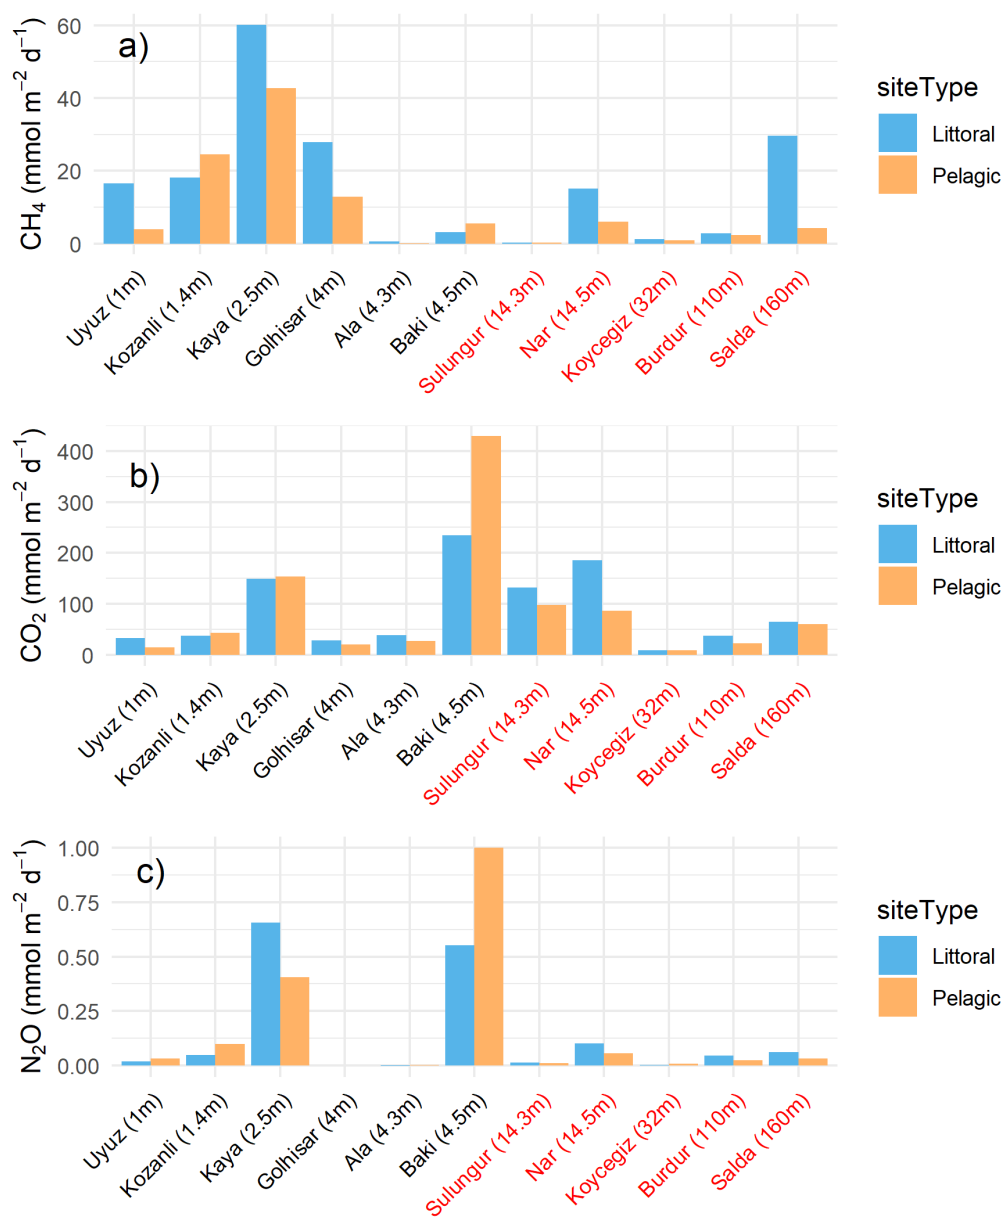 a)
CH₄ (mmol m⁻² d⁻¹)
60
40
20
0
Uyuz (1m)
Kozanli (1.4m)
Kaya (2.5m)
Golhisar (4m)
Ala (4.3m)
Baki (4.5m)
Sulungur (14.3m)
Nar (14.5m)
Koycegiz (32m)
Burdur (110m)
Salda (160m)
siteType
Littoral
Pelagic
b)
CO₂ (mmol m⁻² d⁻¹)
400
300
200
100
0
Uyuz (1m)
Kozanli (1.4m)
Kaya (2.5m)
Golhisar (4m)
Ala (4.3m)
Baki (4.5m)
Sulungur (14.3m)
Nar (14.5m)
Koycegiz (32m)
Burdur (110m)
Salda (160m)
siteType
Littoral
Pelagic
c)
N₂O (mmol m⁻² d⁻¹)
1.00
0.75
0.50
0.25
0.00
Uyuz (1m)
Kozanli (1.4m)
Kaya (2.5m)
Golhisar (4m)
Ala (4.3m)
Baki (4.5m)
Sulungur (14.3m)
Nar (14.5m)
Koycegiz (32m)
Burdur (110m)
Salda (160m)
siteType
Littoral
Pelagic